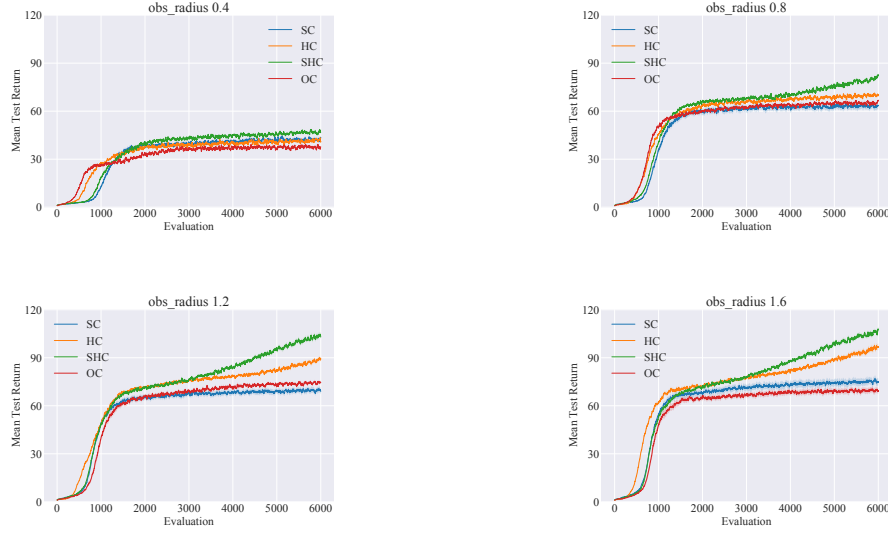 obs_radius 0.4
120
90
60
30
0
Mean Test Return
SC
HC
SHC
OC
0 1000 2000 3000 4000 5000 6000
Evaluation
obs_radius 0.8
120
90
60
30
0
Mean Test Return
SC
HC
SHC
OC
0 1000 2000 3000 4000 5000 6000
Evaluation
obs_radius 1.2
120
90
60
30
0
Mean Test Return
SC
HC
SHC
OC
0 1000 2000 3000 4000 5000 6000
Evaluation
obs_radius 1.6
120
90
60
30
0
Mean Test Return
SC
HC
SHC
OC
0 1000 2000 3000 4000 5000 6000
Evaluation